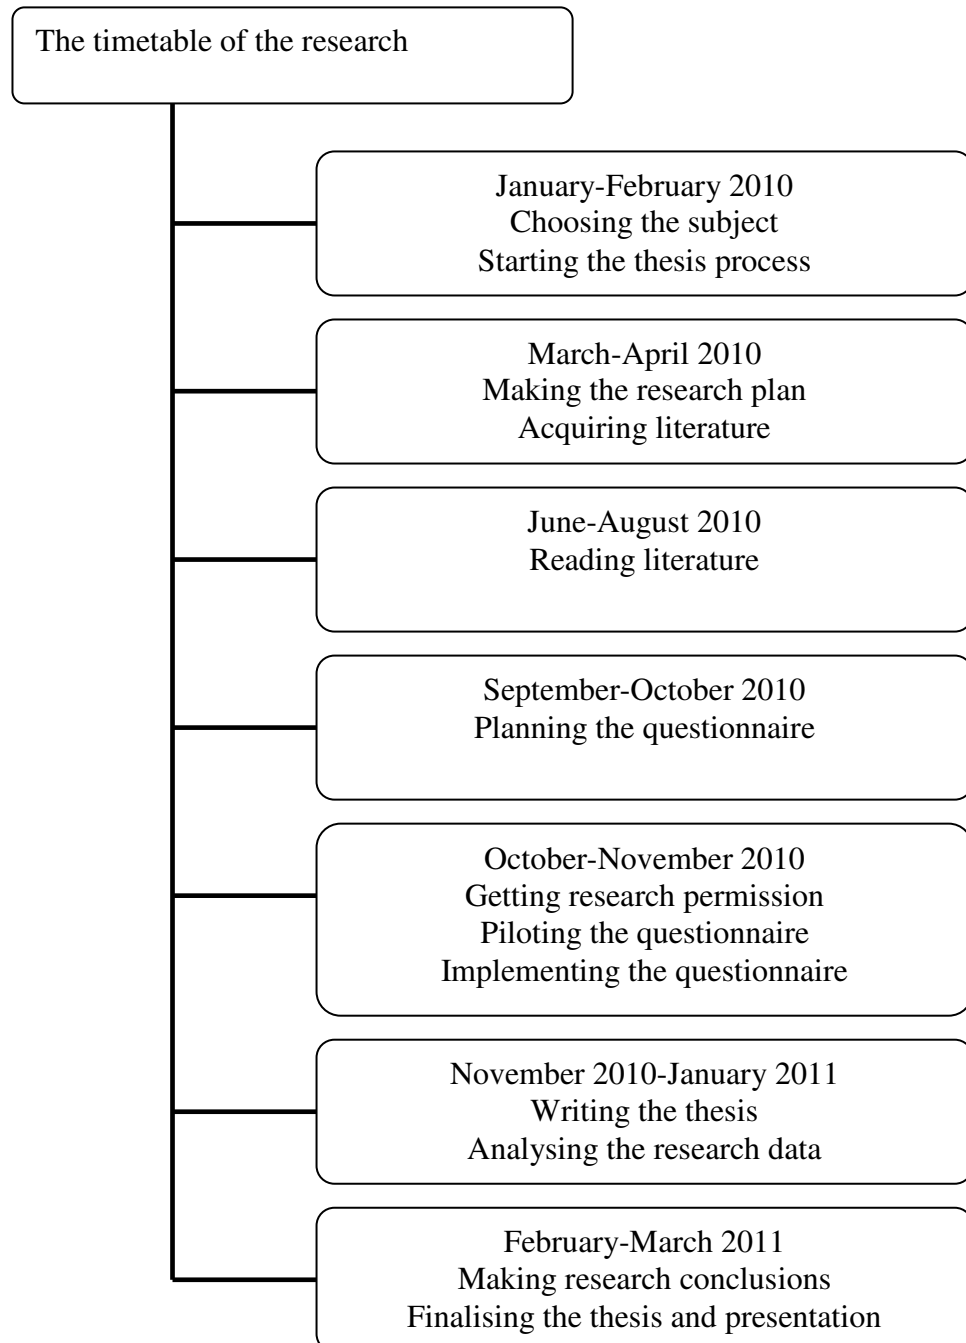 The timetable of the research
January-February 2010
Choosing the subject
Starting the thesis process
March-April 2010
Making the research plan
Acquiring literature
June-August 2010
Reading literature
September-October 2010
Planning the questionnaire
October-November 2010
Getting research permission
Piloting the questionnaire
Implementing the questionnaire
November 2010-January 2011
Writing the thesis
Analysing the research data
February-March 2011
Making research conclusions
Finalising the thesis and presentation